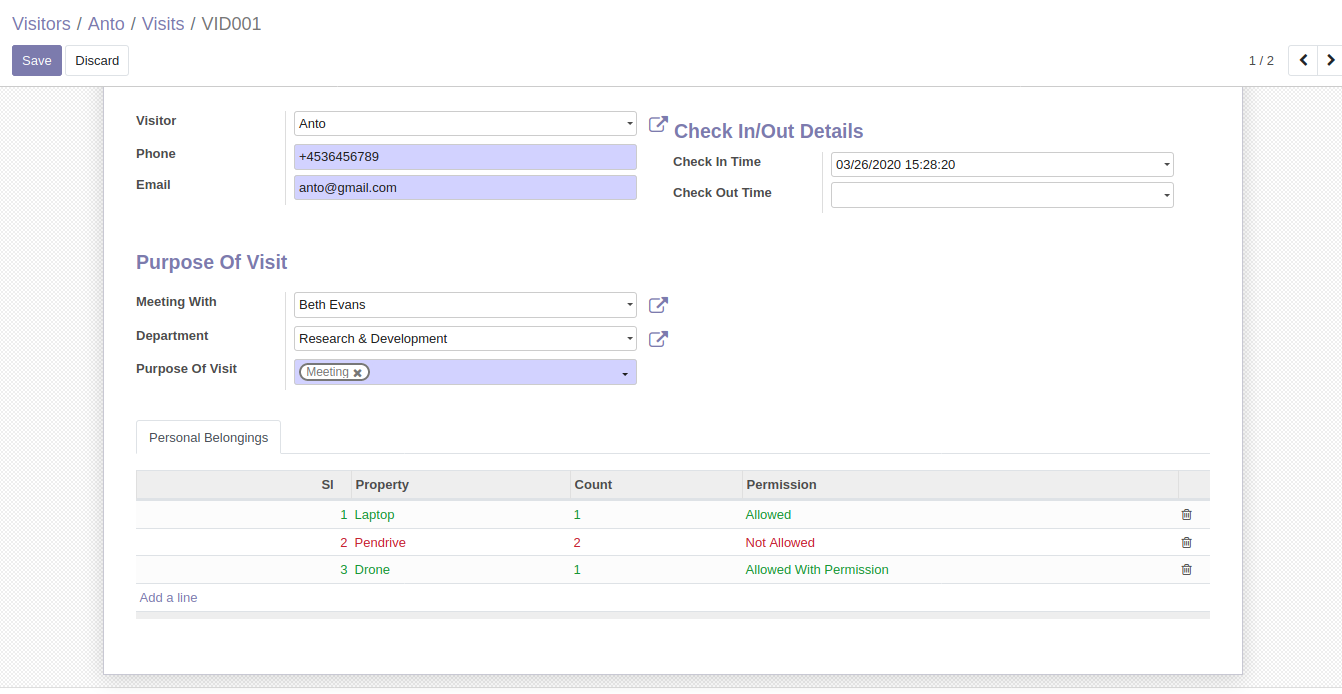 Visitors / Anto / Visits / VID001
Save Discard
1 / 2
Visitor Anto
Phone +4536456789
Email anto@gmail.com
Check In/Out Details
Check In Time 03/26/2020 15:28:20
Check Out Time
Purpose Of Visit
Meeting With Beth Evans
Department Research & Development
Purpose Of Visit Meeting
Personal Belongings
Sl Property Count Permission
1 Laptop 1 Allowed
2 Pendrive 2 Not Allowed
3 Drone 1 Allowed With Permission
Add a line